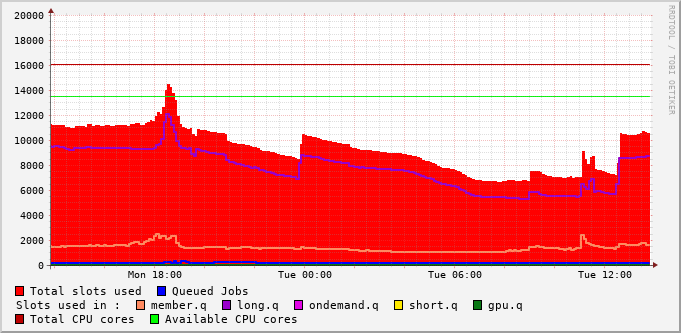 20000
18000
16000
14000
12000
10000
8000
6000
4000
2000
0
Mon 18:00 Tue 00:00 Tue 06:00 Tue 12:00
RRDTOOL / TOBI OETIKER
Total slots used Queued Jobs
Slots used in : member.q long.q ondemand.q short.q gpu.q
Total CPU cores Available CPU cores